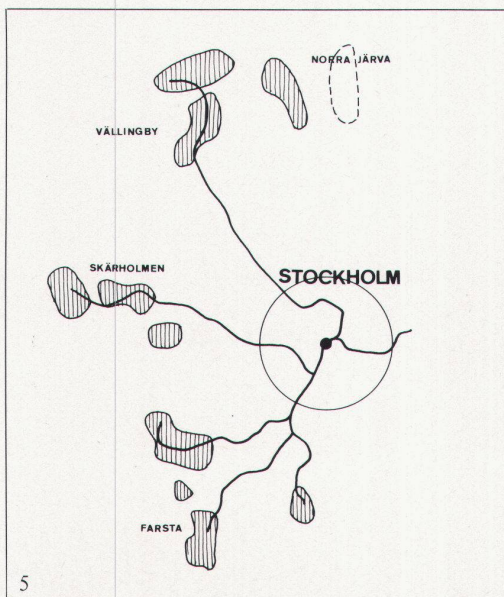 NORRA JÄRVA
VÄLLINGBY
SKÄRHOLMEN
STOCKHOLM
FARSTA
5